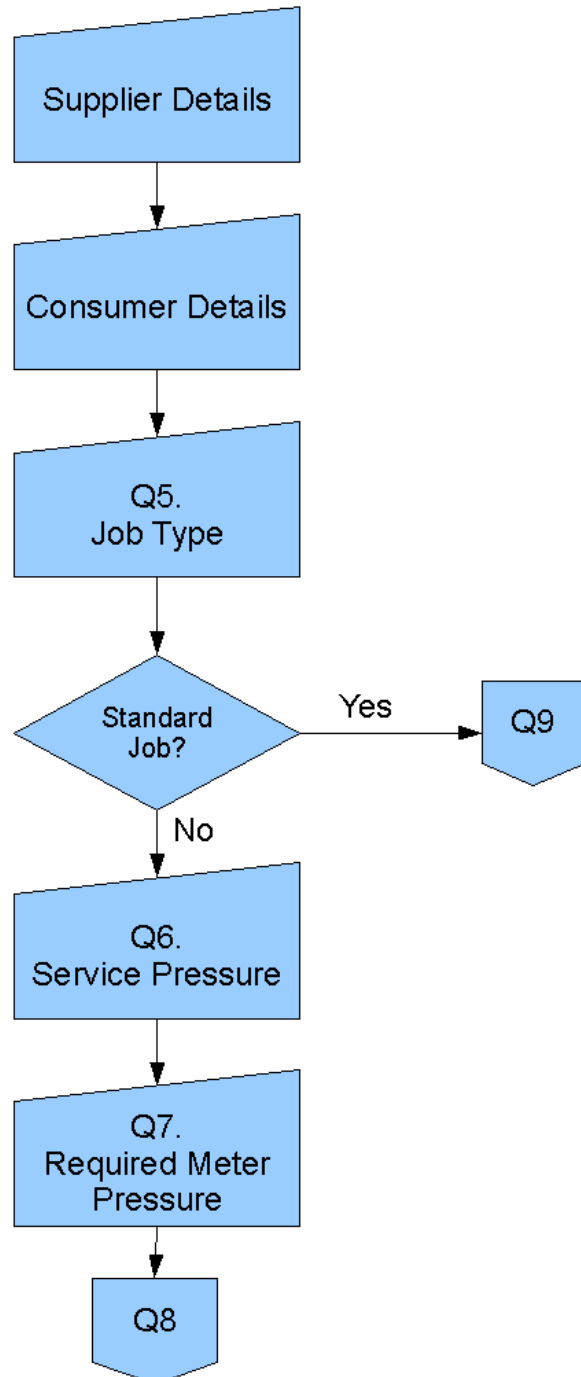 Supplier Details
Consumer Details
Q5.
Job Type
Standard
Job?
Yes
Q9
No
Q6.
Service Pressure
Q7.
Required Meter
Pressure
Q8